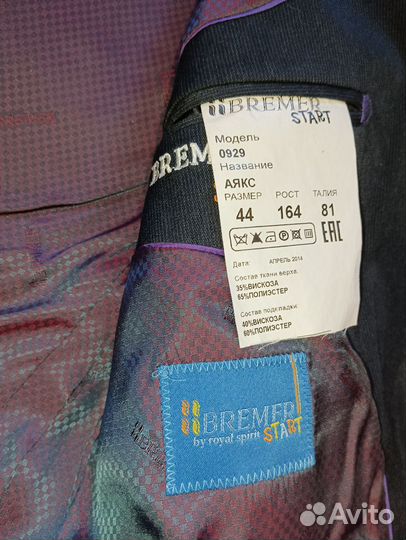 BREMER
START
Модель
0929
Название
АЯКС
РАЗМЕР РОСТ ТАЛИЯ
44 164 81
EAC
Дата: АПРЕЛЬ 2014
Состав ткани верха:
35%ВИСКОЗА
65%ПОЛИЭСТЕР
Состав подкладки:
40%ВИСКОЗА
60%ПОЛИЭСТЕР
BREM
BREMER
by royal spirit START
Avito